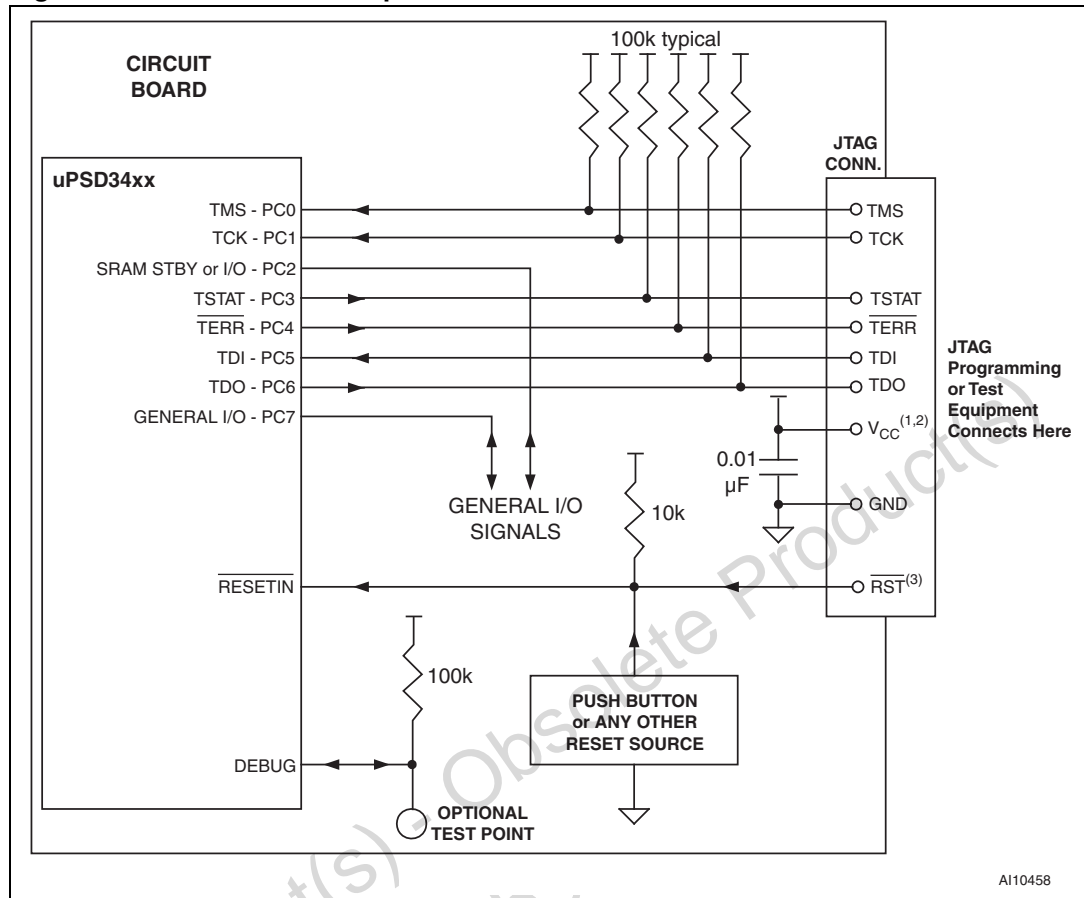 100k typical
CIRCUIT
BOARD
JTAG
CONN.
uPSD34xx
TMS - PC0
TMS
TCK - PC1
TCK
SRAM STBY or I/O - PC2
TSTAT - PC3
TSTAT
TERR - PC4
TERR
TDI - PC5
TDI
TDO - PC6
TDO
JTAG
Programming
or Test
Equipment
Connects Here
GENERAL I/O - PC7
VCC(1,2)
0.01
µF
GENERAL I/O
SIGNALS
10k
GND
RESETIN
RST(3)
100k
PUSH BUTTON
or ANY OTHER
RESET SOURCE
DEBUG
OPTIONAL
TEST POINT
AI10458
t(s) - Obsolete Product(s)